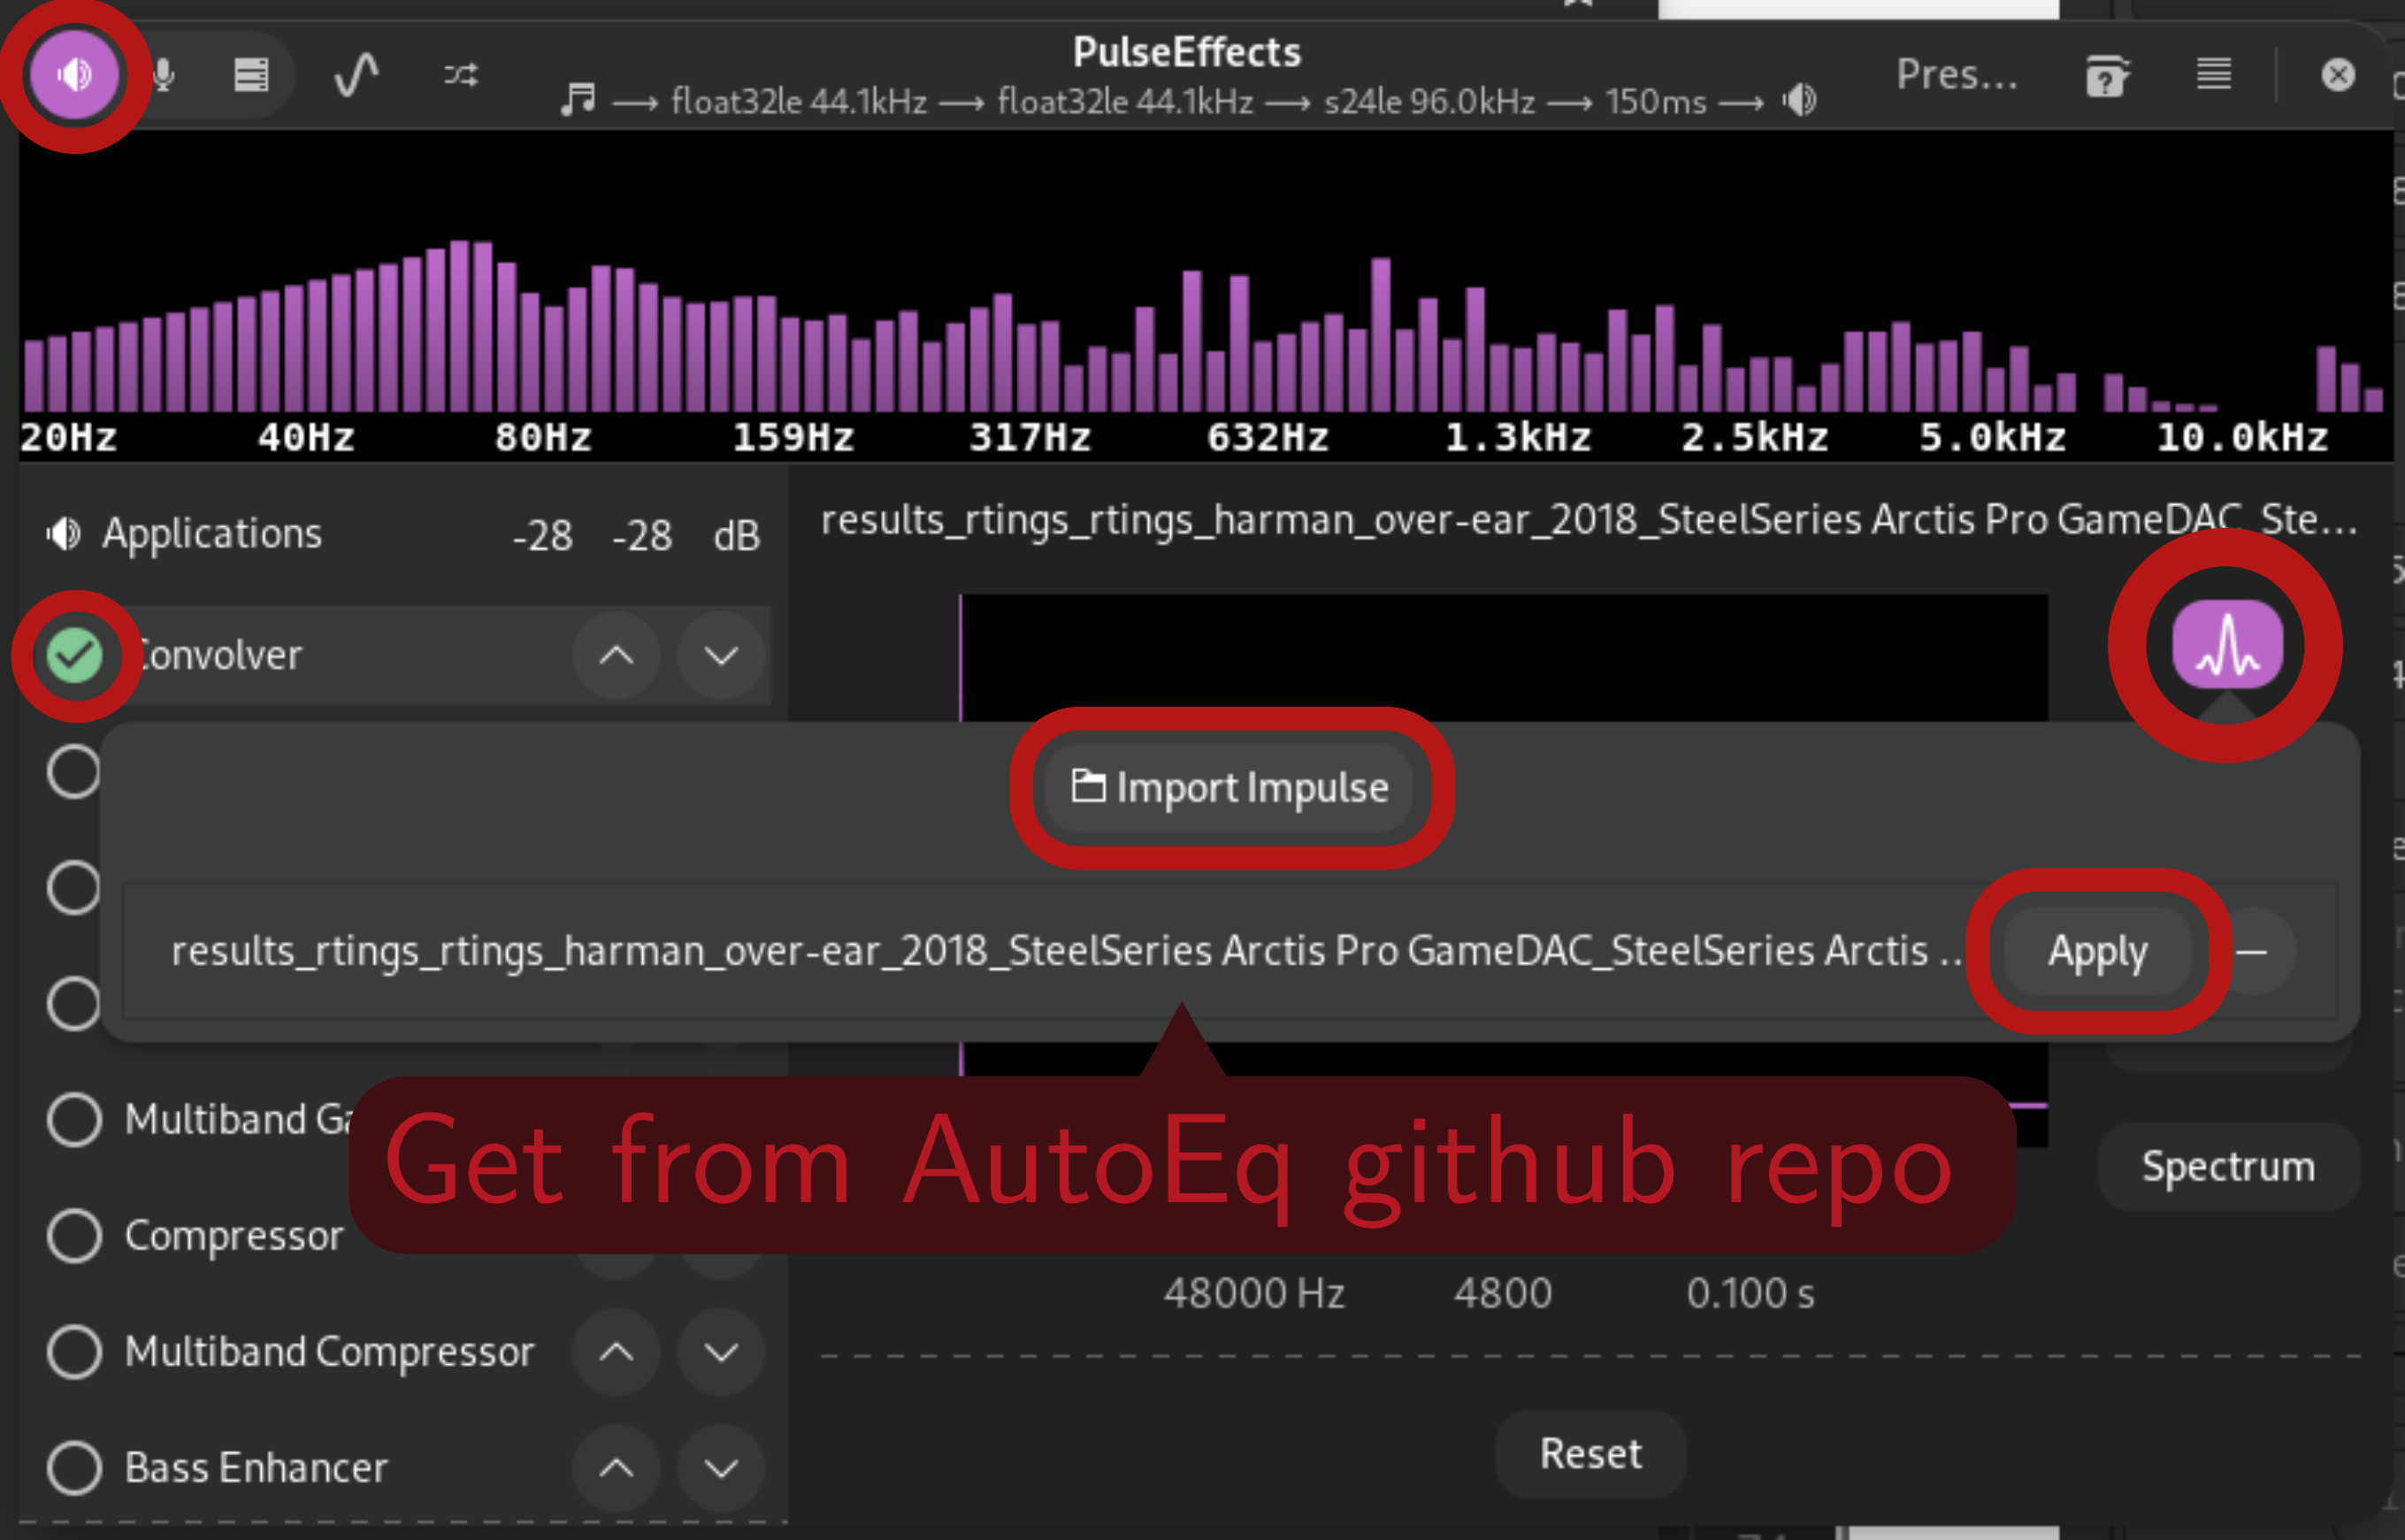 PulseEffects
float32le 44.1kHz → float32le 44.1kHz → s24le 96.0kHz → 150ms →
Pres...
20Hz 40Hz 80Hz 159Hz 317Hz 632Hz 1.3kHz 2.5kHz 5.0kHz 10.0kHz
Applications -28 -28 dB
results_rtings_rtings_harman_over-ear_2018_SteelSeries Arctis Pro GameDAC_Ste...
Convolver
Import Impulse
results_rtings_rtings_harman_over-ear_2018_SteelSeries Arctis Pro GameDAC_SteelSeries Arctis ..
Apply
Multiband Ga
Get from AutoEq github repo
Spectrum
Compressor
48000 Hz 4800 0.100 s
Multiband Compressor
Reset
Bass Enhancer